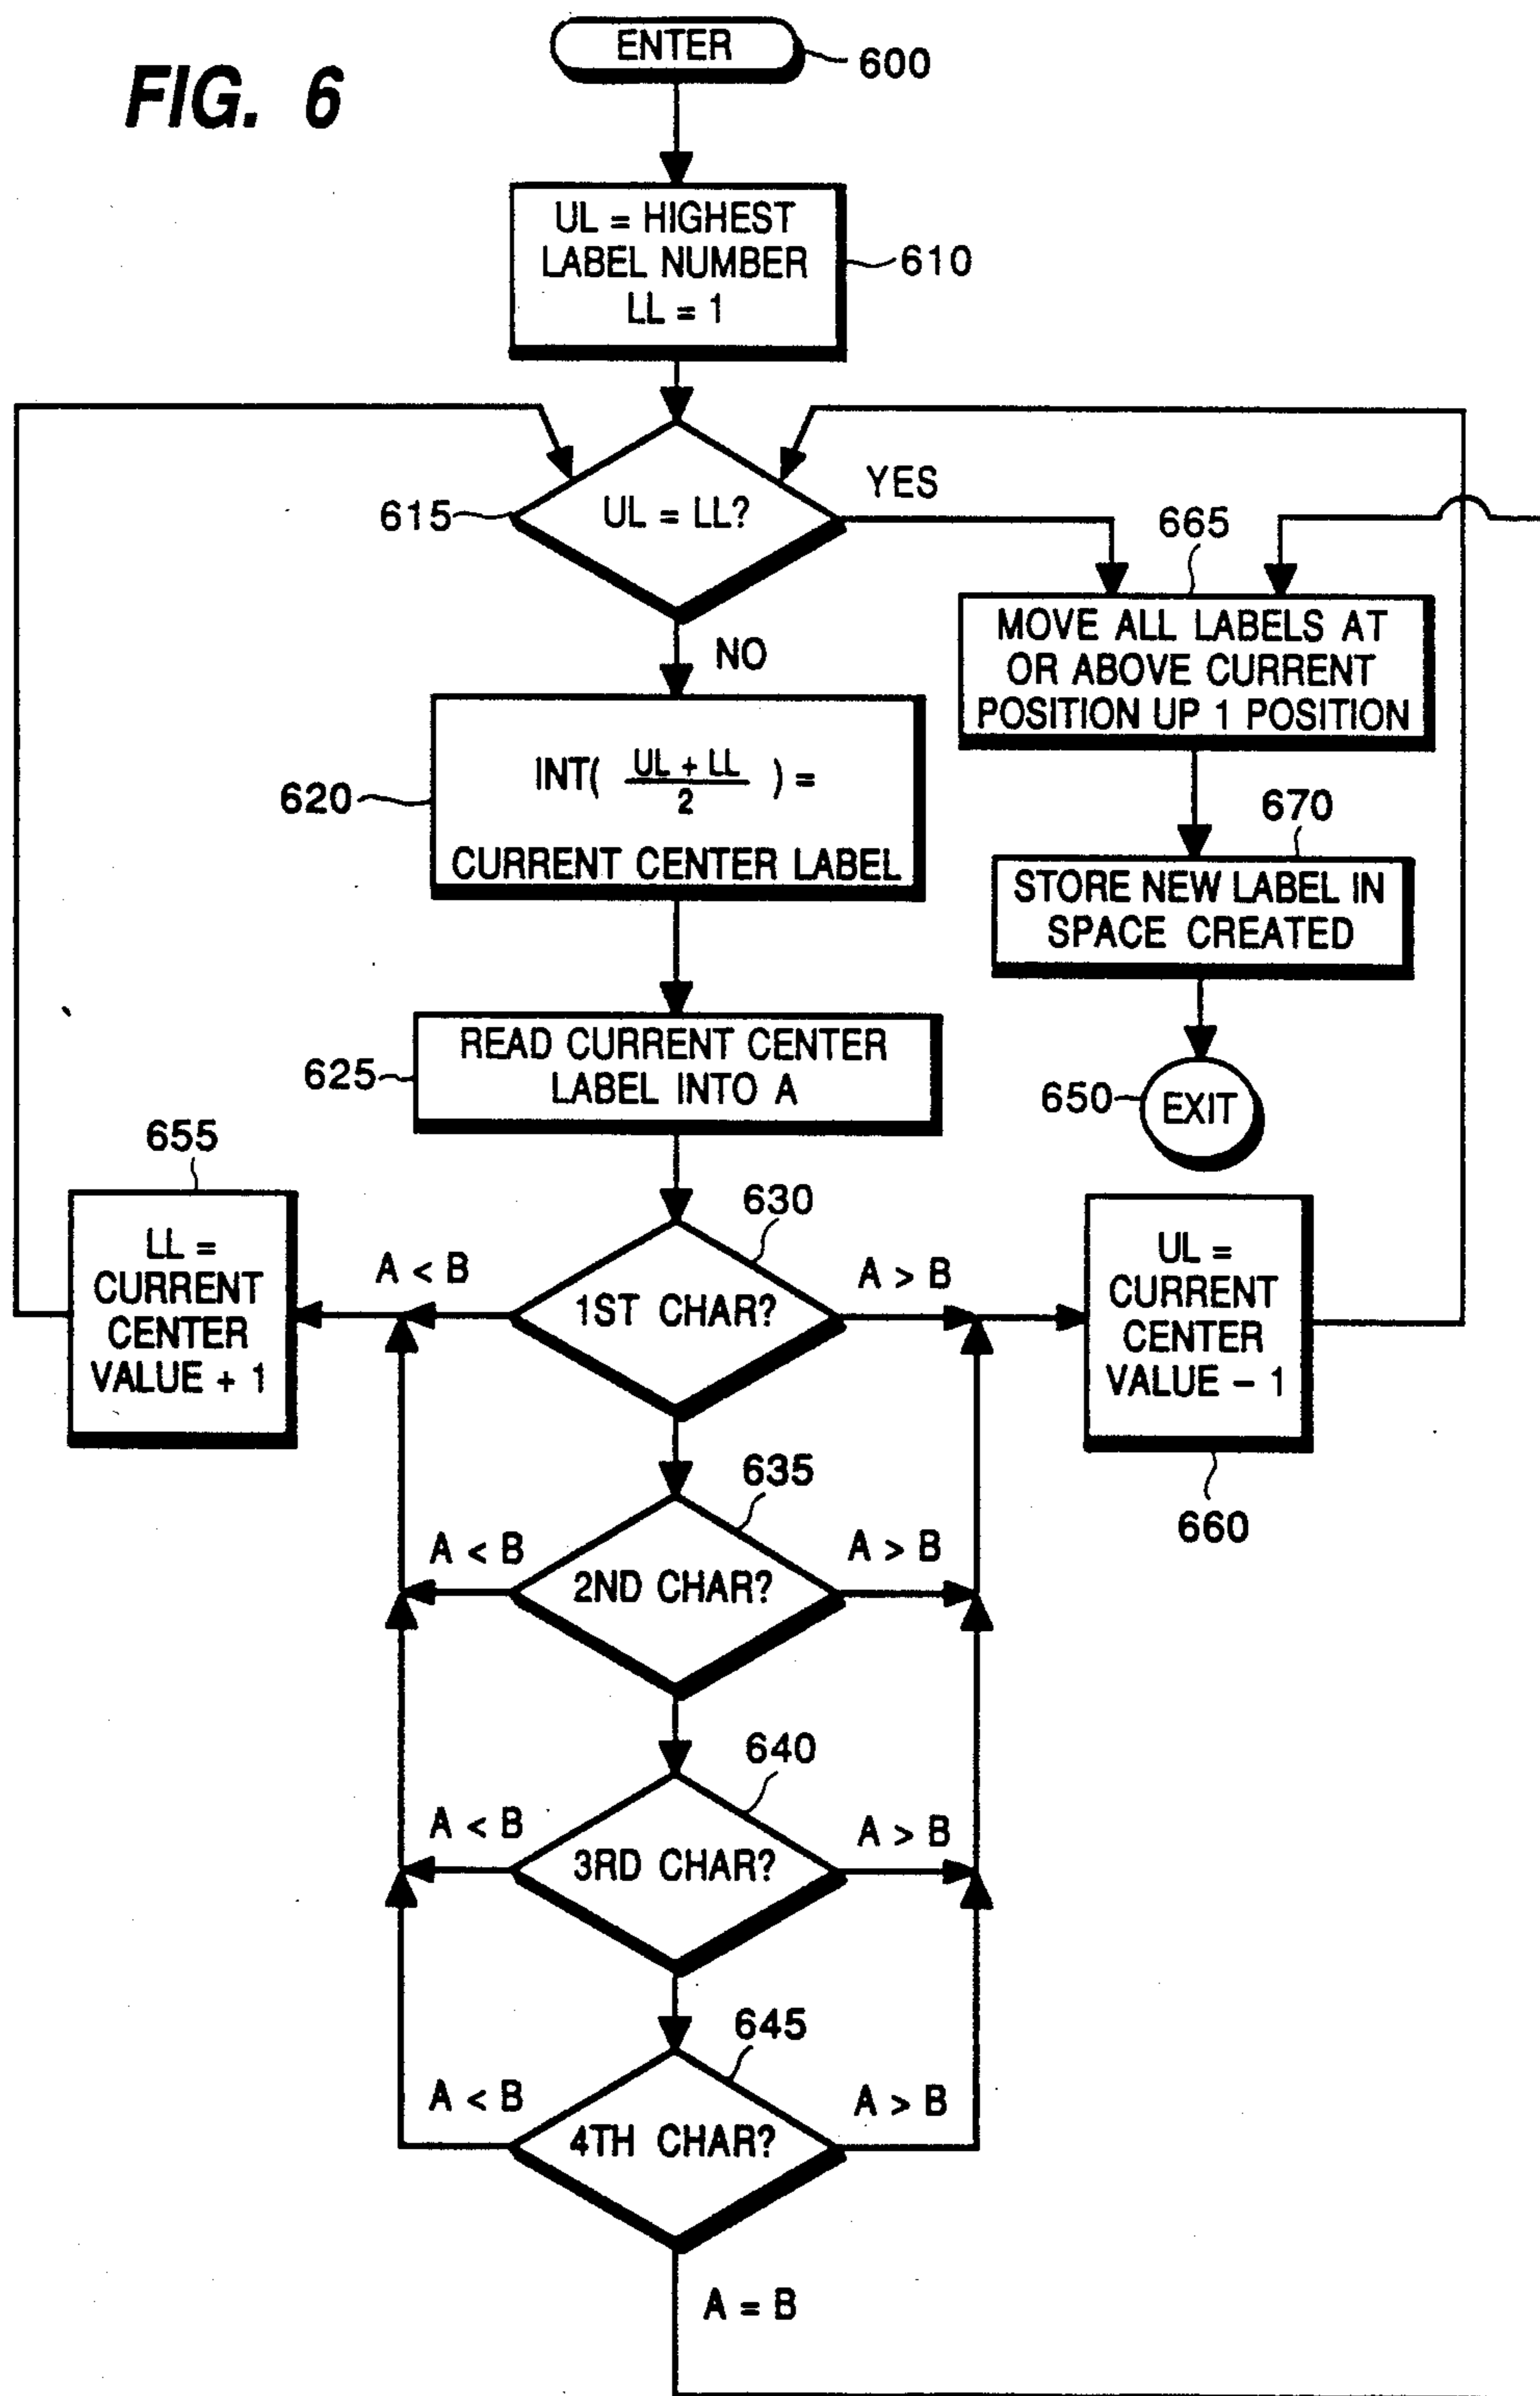 FIG. 6
ENTER
600
UL = HIGHEST
LABEL NUMBER
LL = 1
610
615
UL = LL?
YES
NO
665
MOVE ALL LABELS AT
OR ABOVE CURRENT
POSITION UP 1 POSITION
620
INT( UL + LL / 2 ) =
CURRENT CENTER LABEL
670
STORE NEW LABEL IN
SPACE CREATED
625
READ CURRENT CENTER
LABEL INTO A
650
EXIT
655
LL =
CURRENT
CENTER
VALUE + 1
630
A < B
1ST CHAR?
A > B
UL =
CURRENT
CENTER
VALUE – 1
660
635
A < B
2ND CHAR?
A > B
640
A < B
3RD CHAR?
A > B
645
A < B
4TH CHAR?
A > B
A = B